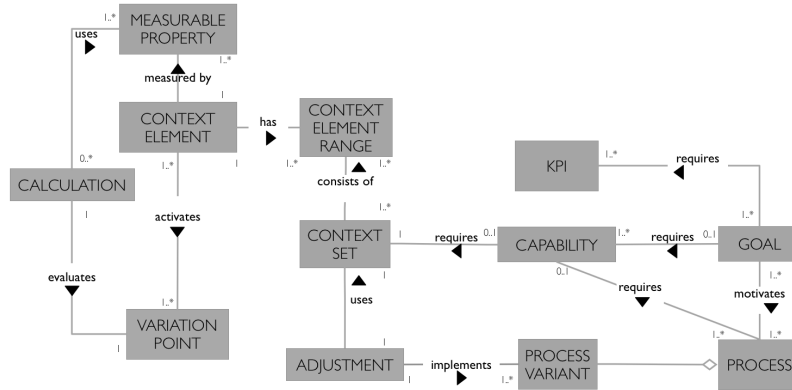 1..*
MEASURABLE
PROPERTY
uses
1..*
measured by
1
CONTEXT
ELEMENT
has
CONTEXT
ELEMENT
RANGE
1..*
1
1..*
1..*
KPI
1..*
requires
0..*
CALCULATION
consists of
1
1..*
1..*
activates
CONTEXT
SET
1
requires
0..1
CAPABILITY
1..*
requires
0..1
GOAL
1
0..1
1..*
evaluates
uses
requires
motivates
1..*
VARIATION
POINT
1
1
1..*
1..*
ADJUSTMENT
implements
PROCESS
VARIANT
PROCESS
1
1..*